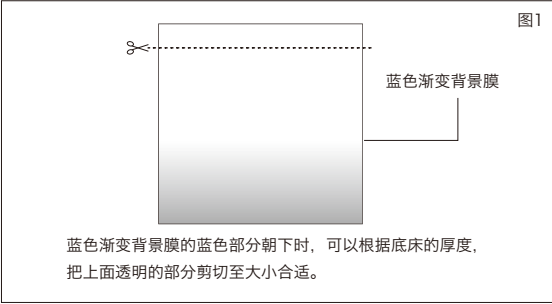 图1
蓝色渐变背景膜
蓝色渐变背景膜的蓝色部分朝下时，可以根据底床的厚度，
把上面透明的部分剪切至大小合适。